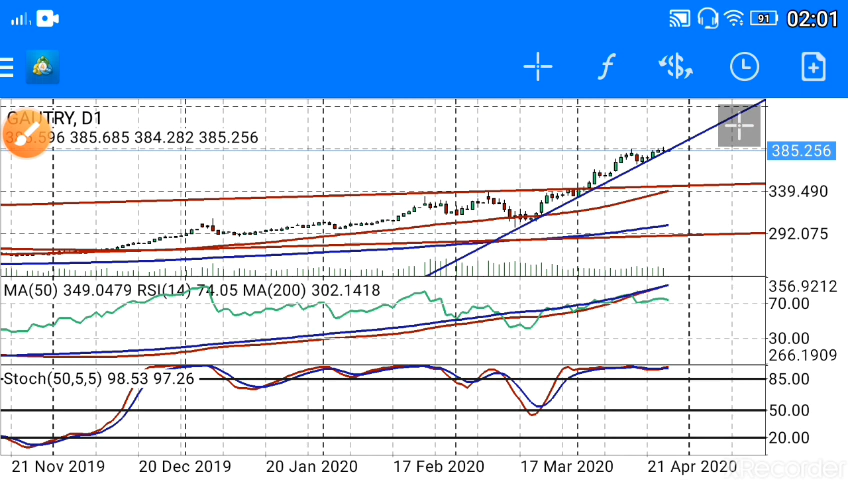 91 02:01
f
D1
385.685 384.282 385.256
385.256
339.490
292.075
MA(50) 349.0479 RSI(14) 74.05 MA(200) 302.1418
356.9212
70.00
30.00
266.1909
Stoch(50,5,5) 98.53 97.26
85.00
50.00
20.00
21 Nov 2019 20 Dec 2019 20 Jan 2020 17 Feb 2020 17 Mar 2020 21 Apr 2020
XRecorder